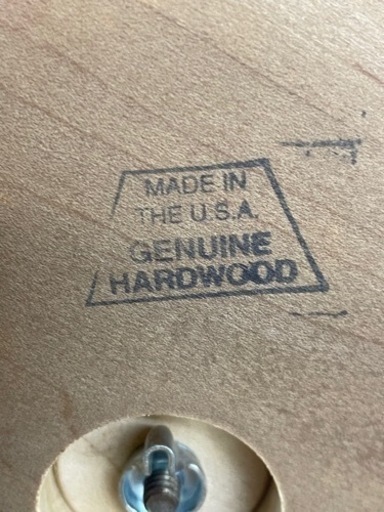 MADE IN
THE U.S.A.
GENUINE
HARDWOOD